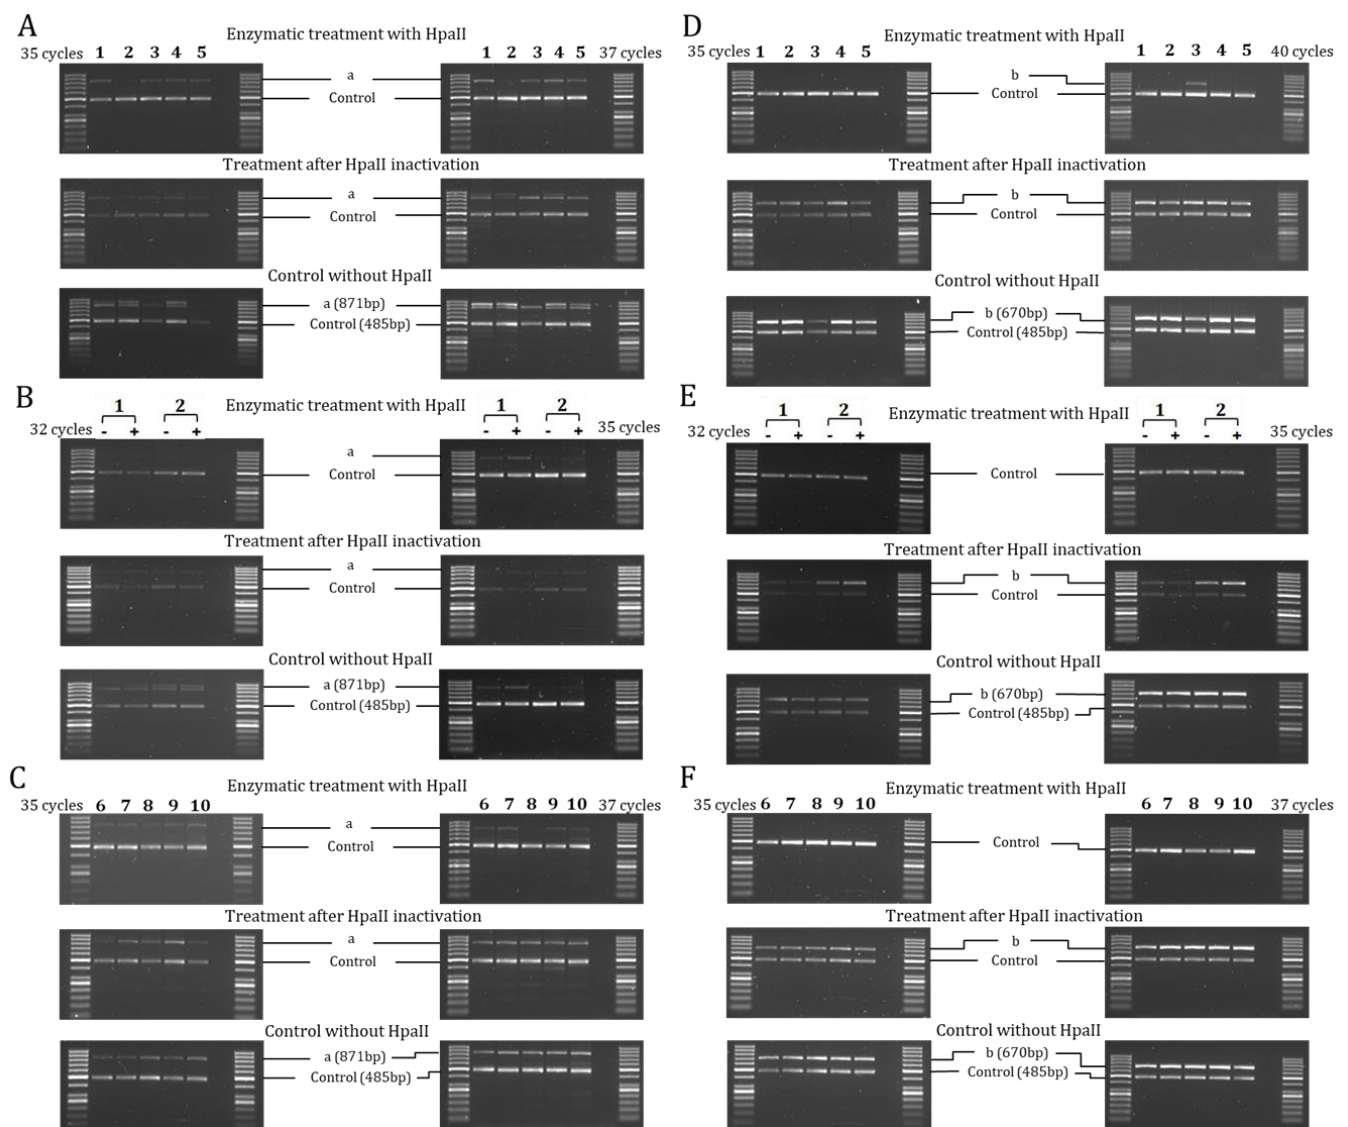 A
Enzymatic treatment with HpaII
35 cycles 1 2 3 4 5 1 2 3 4 5 37 cycles
a
Control
Treatment after HpaII inactivation
a
Control
Control without HpaII
a (871bp)
Control (485bp)
B
1 2 Enzymatic treatment with HpaII 1 2
32 cycles - + - + - + - + 35 cycles
a
Control
Treatment after HpaII inactivation
a
Control
Control without HpaII
a (871bp)
Control (485bp)
C
Enzymatic treatment with HpaII
35 cycles 6 7 8 9 10 6 7 8 9 10 37 cycles
a
Control
Treatment after HpaII inactivation
a
Control
Control without HpaII
a (871bp)
Control (485bp)
D
Enzymatic treatment with HpaII
35 cycles 1 2 3 4 5 1 2 3 4 5 40 cycles
b
Control
Treatment after HpaII inactivation
b
Control
Control without HpaII
b (670bp)
Control (485bp)
E
1 2 Enzymatic treatment with HpaII 1 2
32 cycles - + - + - + - + 35 cycles
Control
Treatment after HpaII inactivation
b
Control
Control without HpaII
b (670bp)
Control (485bp)
F
Enzymatic treatment with HpaII
35 cycles 6 7 8 9 10 6 7 8 9 10 37 cycles
Control
Treatment after HpaII inactivation
b
Control
Control without HpaII
b (670bp)
Control (485bp)